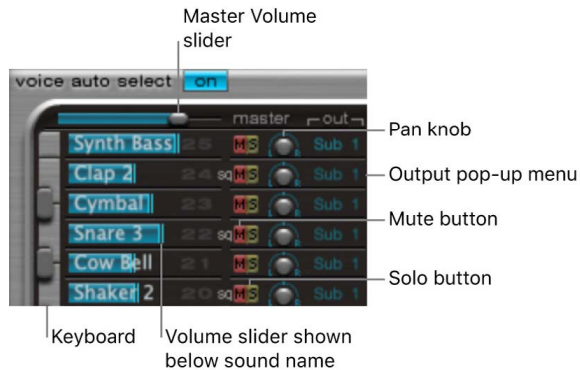 Master Volume
slider
voice auto select on
master out
Synth Bass 25 M S Sub 1
Pan knob
Clap 2 24 sq M S Sub 1
Output pop-up menu
Cymbal 23 M S Sub 1
Mute button
Snare 3 22 sq M S Sub 1
Cow Bell 21 M S Sub 1
Solo button
Shaker 2 20 sq M S Sub 1
Keyboard
Volume slider shown
below sound name